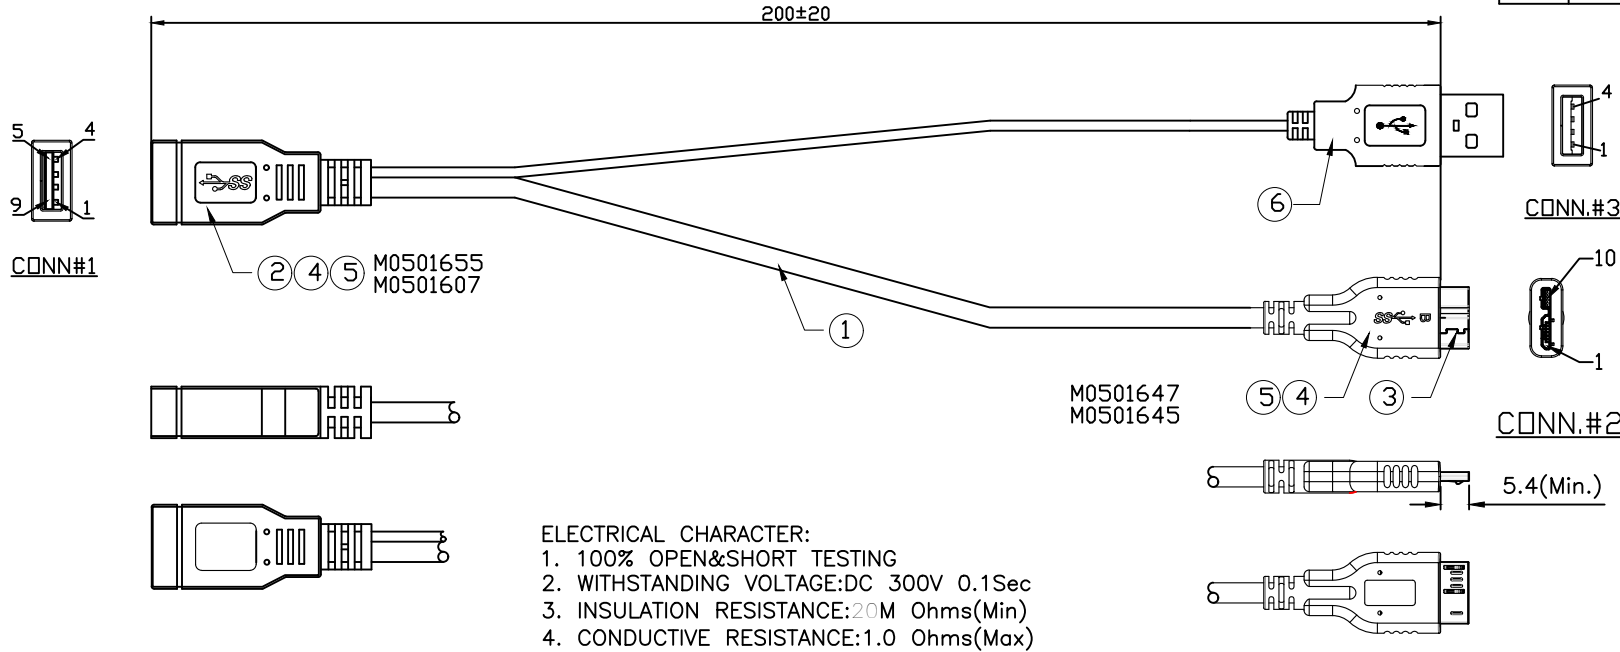 200±20
5 4
9 1
CONN#1
SS
2 4 5 M0501655
M0501607
1
6
4
1
CONN.#3
SS B
10
1
CONN.#2
M0501647
M0501645
5 4 3
5.4(Min.)
ELECTRICAL CHARACTER:
1. 100% OPEN&SHORT TESTING
2. WITHSTANDING VOLTAGE:DC 300V 0.1Sec
3. INSULATION RESISTANCE:20M Ohms(Min)
4. CONDUCTIVE RESISTANCE:1.0 Ohms(Max)